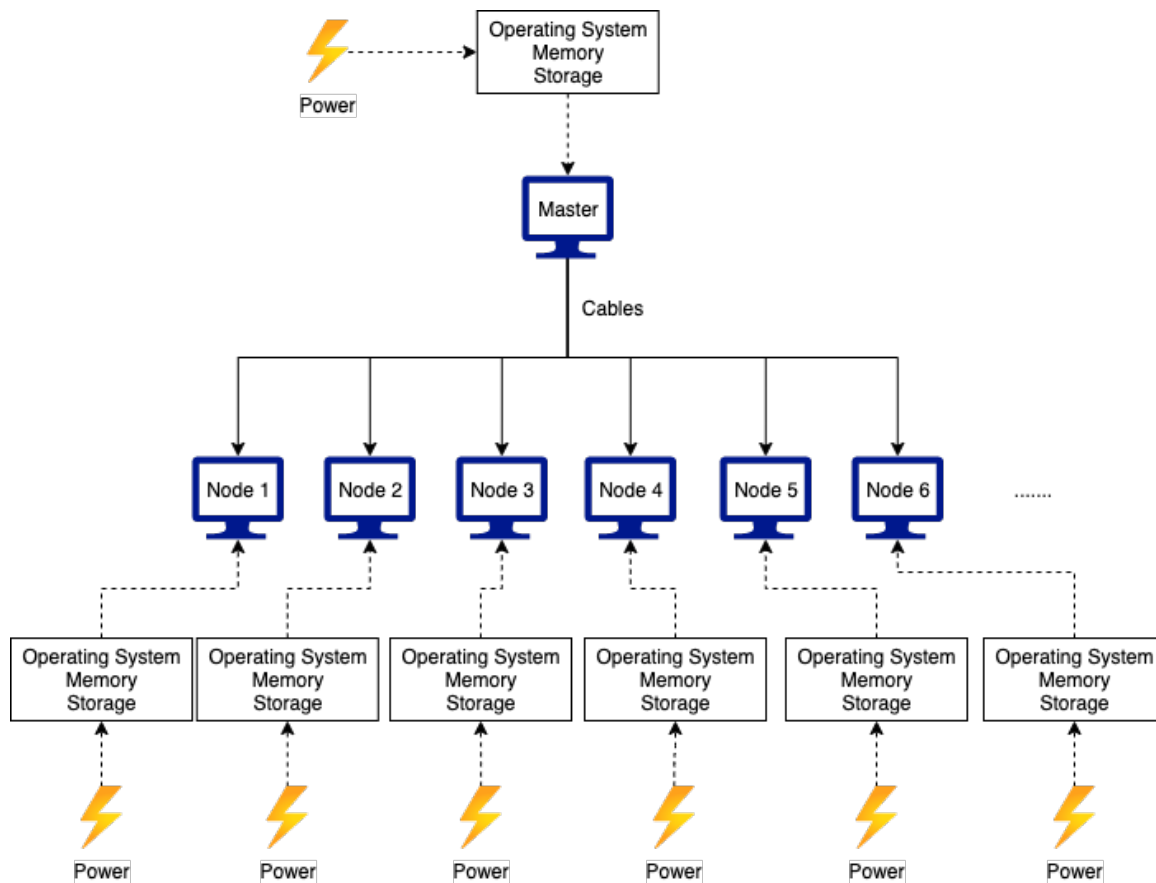 Operating System
Memory
Storage
Power
Master
Cables
Node 1
Node 2
Node 3
Node 4
Node 5
Node 6
.......
Operating System
Memory
Storage
Operating System
Memory
Storage
Operating System
Memory
Storage
Operating System
Memory
Storage
Operating System
Memory
Storage
Operating System
Memory
Storage
Power
Power
Power
Power
Power
Power